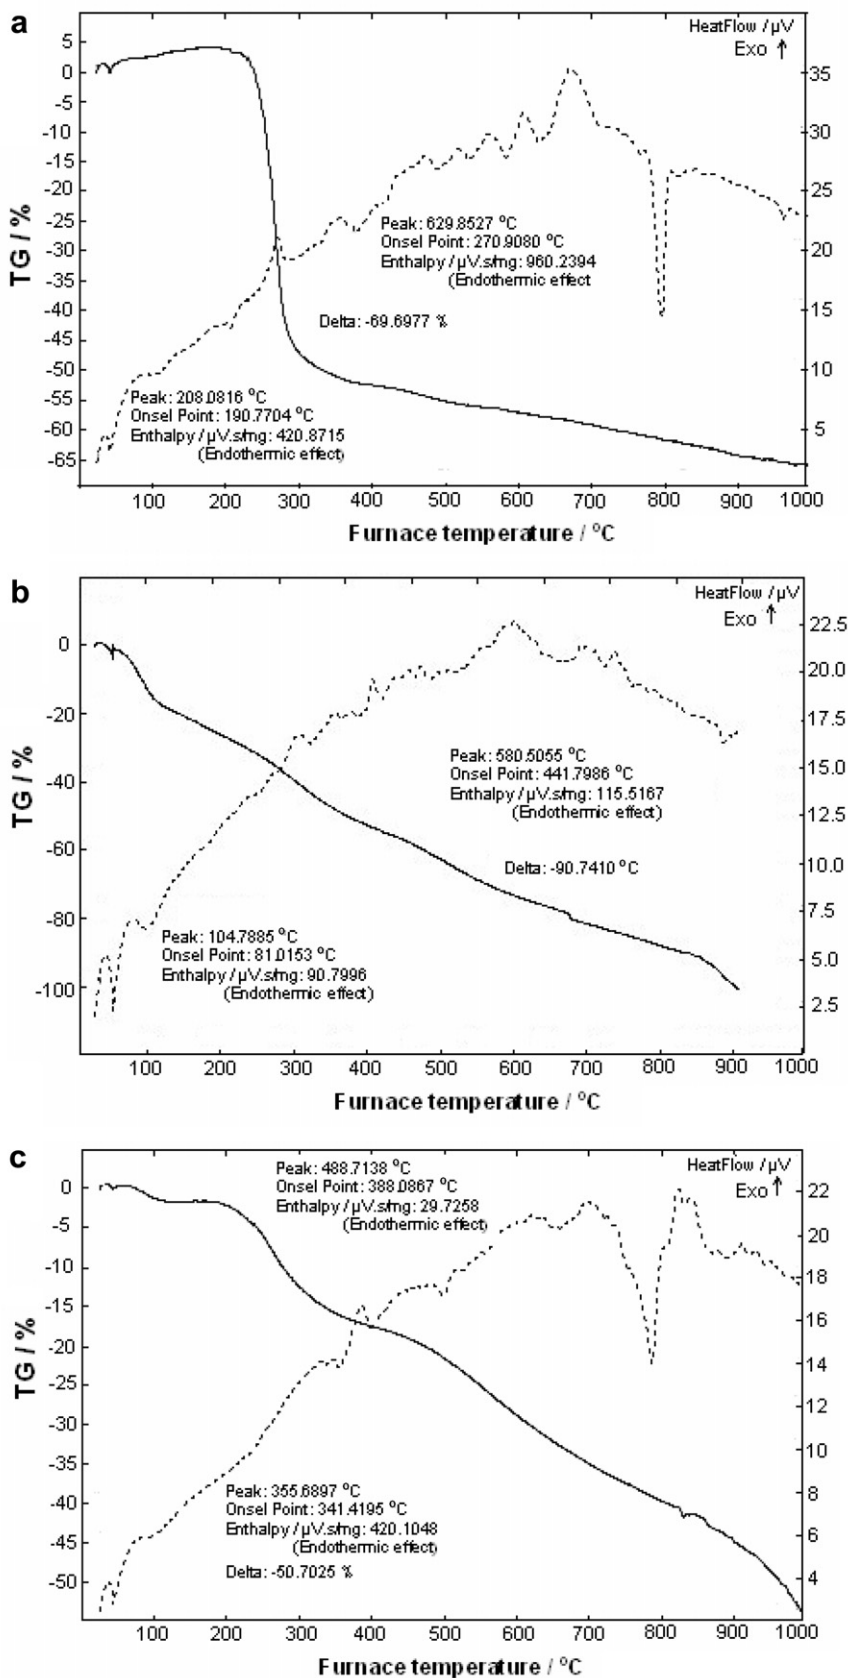 a
HeatFlow / µV
Exo ↑
5
0
-5
-10
-15
-20
-25
-30
-35
-40
-45
-50
-55
-60
-65
TG / %
35
30
25
20
15
10
5
Peak: 629.8527 °C
Onsel Point: 270.9080 °C
Enthalpy / µV.s/mg: 960.2394
(Endothermic effect
Delta: -69.6977 %
Peak: 208.0816 °C
Onsel Point: 190.7704 °C
Enthalpy / µV.s/mg: 420.8715
(Endothermic effect)
100 200 300 400 500 600 700 800 900 1000
Furnace temperature / °C
b
HeatFlow / µV
Exo ↑
0
-20
-40
-60
-80
-100
TG / %
22.5
20.0
17.5
15.0
12.5
10.0
7.5
5.0
2.5
Peak: 580.5055 °C
Onsel Point: 441.7986 °C
Enthalpy / µV.s/mg: 115.5167
(Endothermic effect)
Delta: -90.7410 °C
Peak: 104.7885 °C
Onsel Point: 81.0153 °C
Enthalpy / µV.s/mg: 90.7996
(Endothermic effect)
100 200 300 400 500 600 700 800 900 1000
Furnace temperature / °C
c
Peak: 488.7138 °C
Onsel Point: 388.0867 °C
Enthalpy / µV.s/mg: 29.7258
(Endothermic effect)
HeatFlow / µV
Exo ↑
0
-5
-10
-15
-20
-25
-30
-35
-40
-45
-50
TG / %
22
20
18
16
14
12
10
8
6
4
Peak: 355.6897 °C
Onsel Point: 341.4195 °C
Enthalpy / µV.s/mg: 420.1048
(Endothermic effect)
Delta: -50.7025 %
100 200 300 400 500 600 700 800 900 1000
Furnace temperature / °C